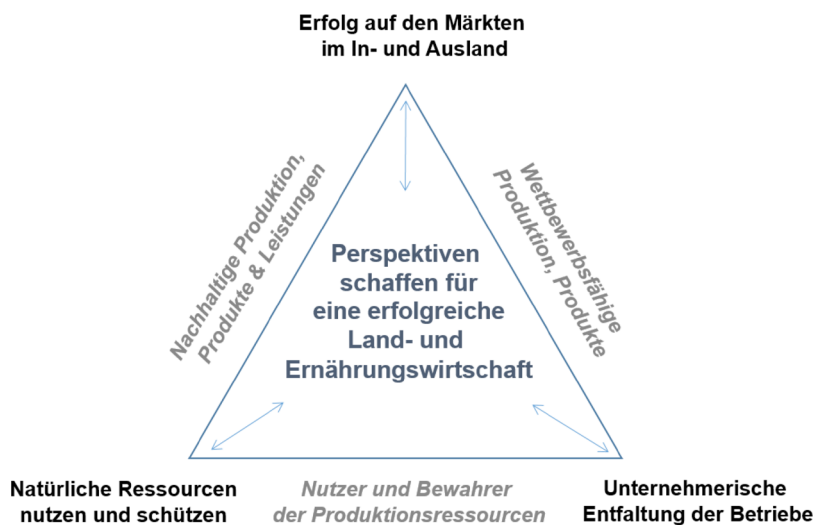 Erfolg auf den Märkten
im In- und Ausland
Nachhaltige Produktion,
Produkte & Leistungen
Wettbewerbsfähige
Produktion, Produkte
Perspektiven
schaffen für
eine erfolgreiche
Land- und
Ernährungswirtschaft
Natürliche Ressourcen
nutzen und schützen
Nutzer und Bewahrer
der Produktionsressourcen
Unternehmerische
Entfaltung der Betriebe